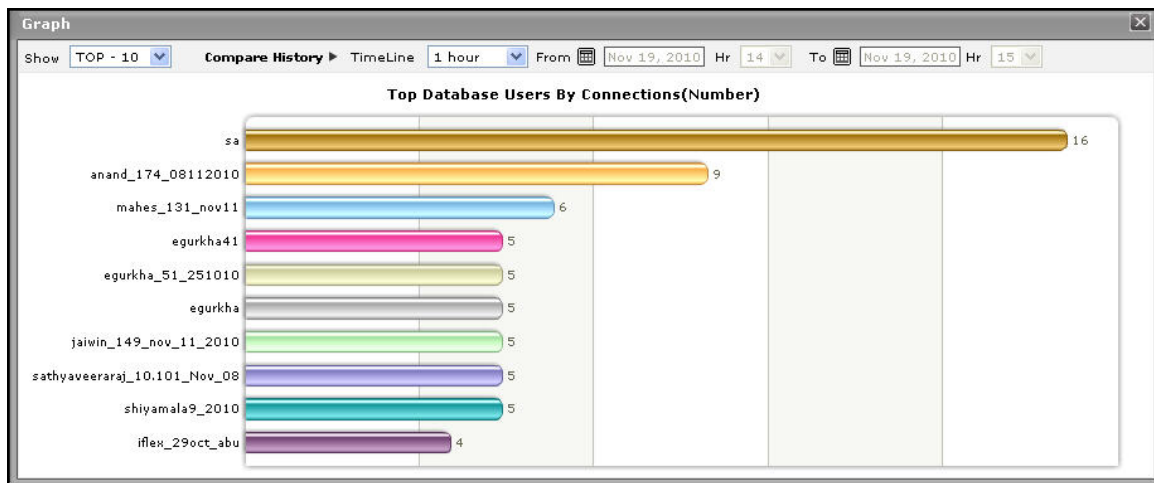 Graph
Show TOP - 10 Compare History TimeLine 1 hour From Nov 19, 2010 Hr 14 To Nov 19, 2010 Hr 15
Top Database Users By Connections(Number)
sa 16
anand_174_08112010 9
mahes_131_nov11 6
egurkha41 5
egurkha_51_251010 5
egurkha 5
jaiwin_149_nov_11_2010 5
sathyaveeraraj_10.101_Nov_08 5
shiyamala9_2010 5
iflex_29oct_abu 4